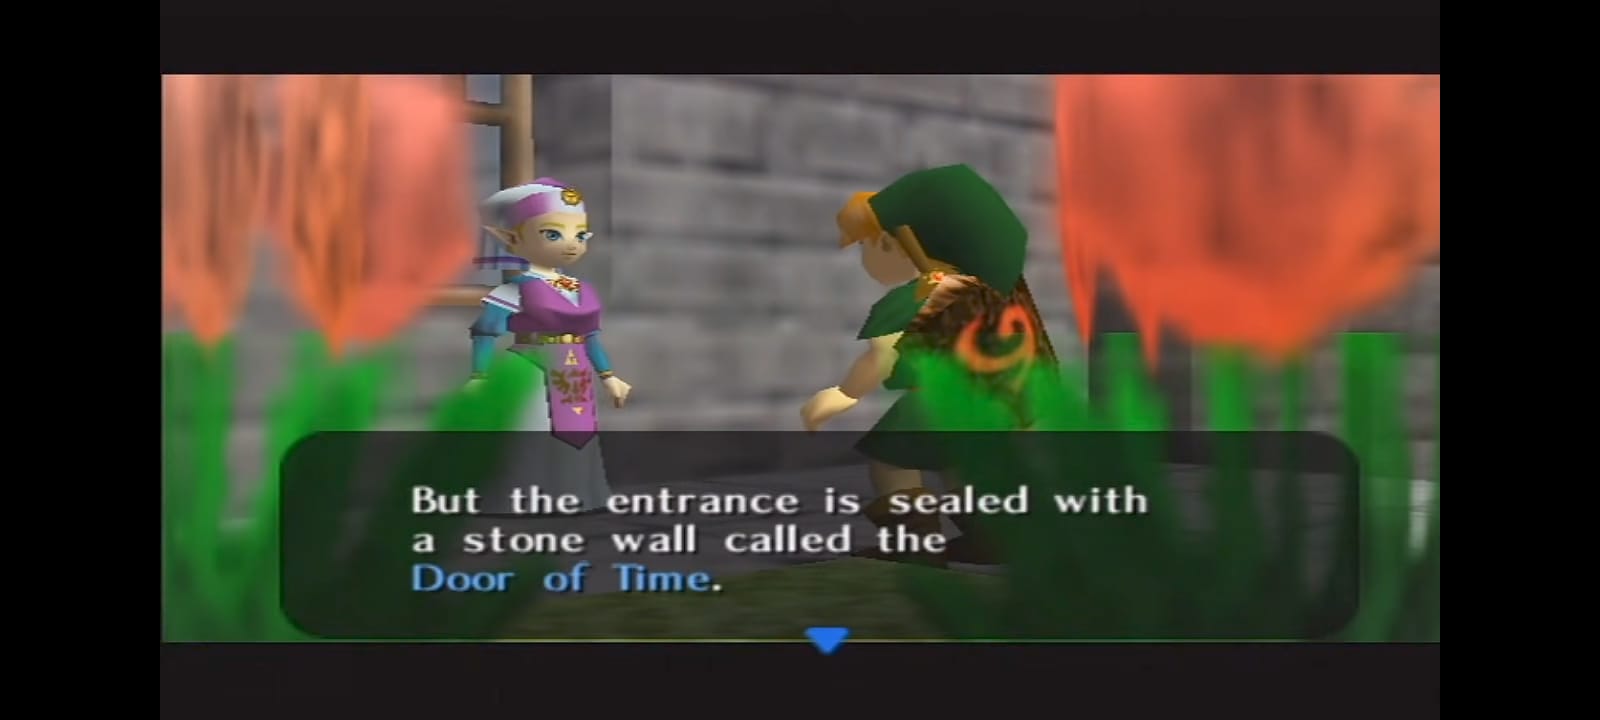 But the entrance is sealed with
a stone wall called the
Door of Time.